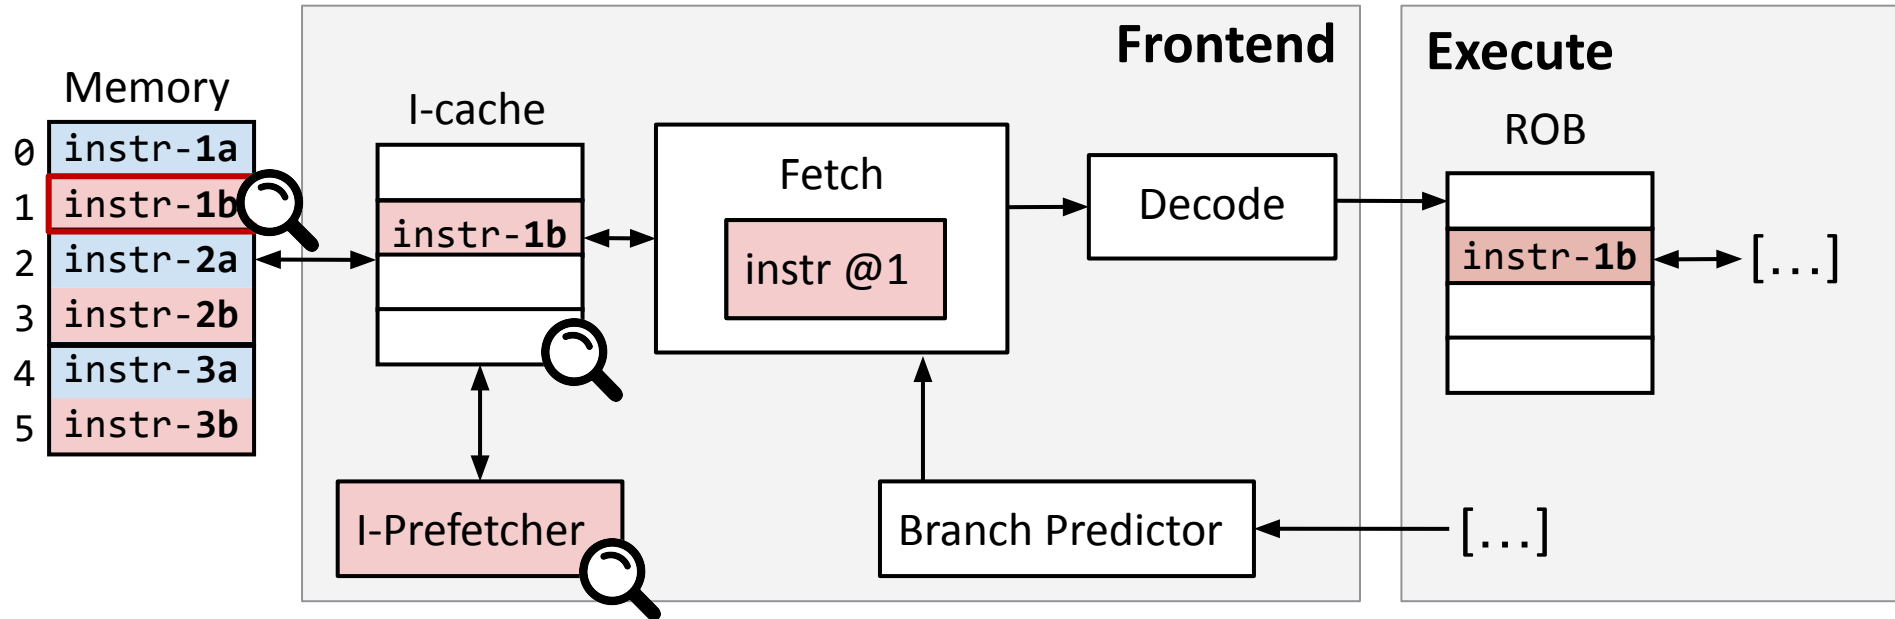 Frontend
Execute
Memory
0 instr-1a
1 instr-1b
2 instr-2a
3 instr-2b
4 instr-3a
5 instr-3b
I-cache
instr-1b
I-Prefetcher
Fetch
instr @1
Branch Predictor
Decode
ROB
instr-1b
[...]
[...]